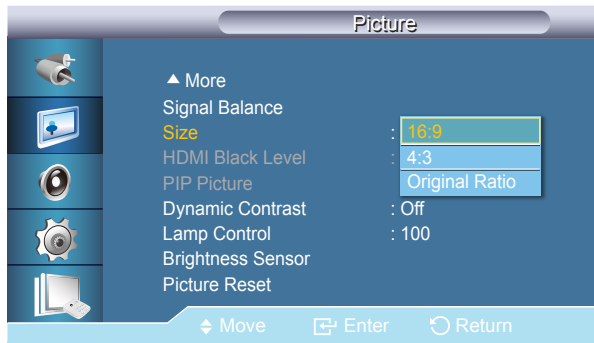 Picture
▲ More
Signal Balance
Size : 16:9
HDMI Black Level : 4:3
PIP Picture Original Ratio
Dynamic Contrast : Off
Lamp Control : 100
Brightness Sensor
Picture Reset
Move Enter Return